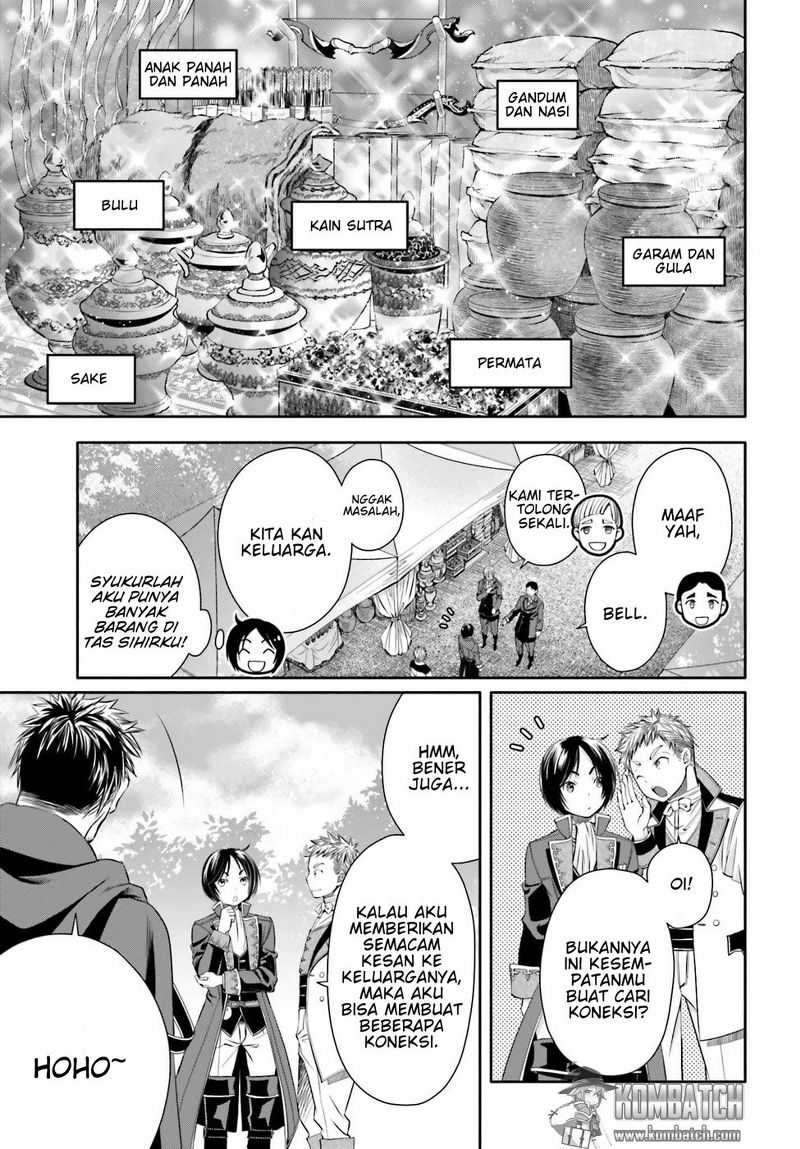 ANAK PANAH
DAN PANAH
GANDUM
DAN NASI
BULU
KAIN SUTRA
GARAM DAN
GULA
SAKE
PERMATA
MAAF
YAH,
BELL.
KAMI TER-
TOLONG
SEKALI.
NGGAK
MASALAH,
KITA KAN
KELUARGA.
SYUKURLAH
AKU PUNYA
BANYAK
BARANG DI
TAS SIHIRKU!
OI!
BUKANNYA
INI KESEM-
PATANMU
BUAT CARI
KONEKSI?
HMM,
BENER
JUGA...
KALAU AKU
MEMBERIKAN
SEMACAM
KESAN KE
KELUARGANYA,
MAKA AKU
BISA MEMBUAT
BEBERAPA
KONEKSI.
HOHO~
KOMBATCH
www.kombatch.com